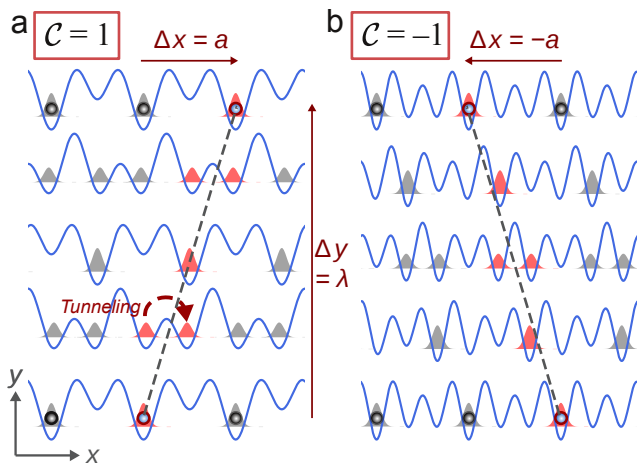 a
C = 1
Δx = a
b
C = –1
Δx = –a
Δy
= λ
Tunneling
y
x